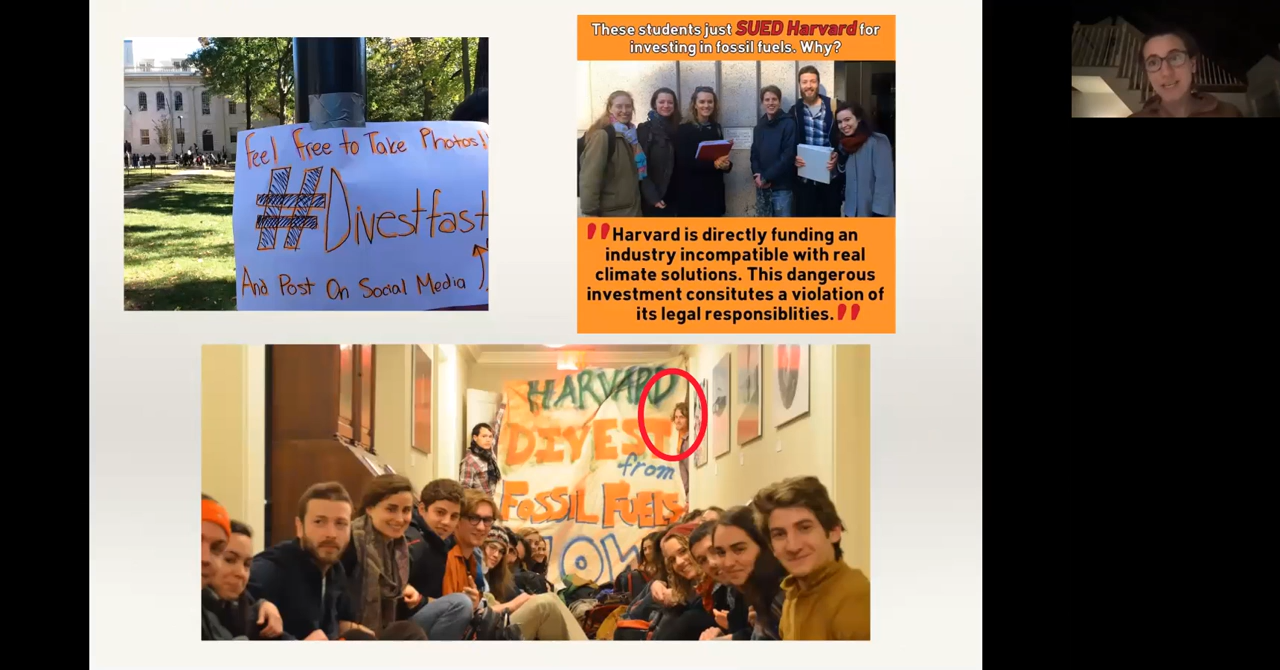 Feel Free to Take Photos!!
#Divestfast
And Post On Social Media
These students just SUED Harvard for
investing in fossil fuels. Why?
"Harvard is directly funding an
industry incompatible with real
climate solutions. This dangerous
investment consitutes a violation of
its legal responsiblities."
HARVARD
DIVEST
from
FOSSIL FUELS
NOW